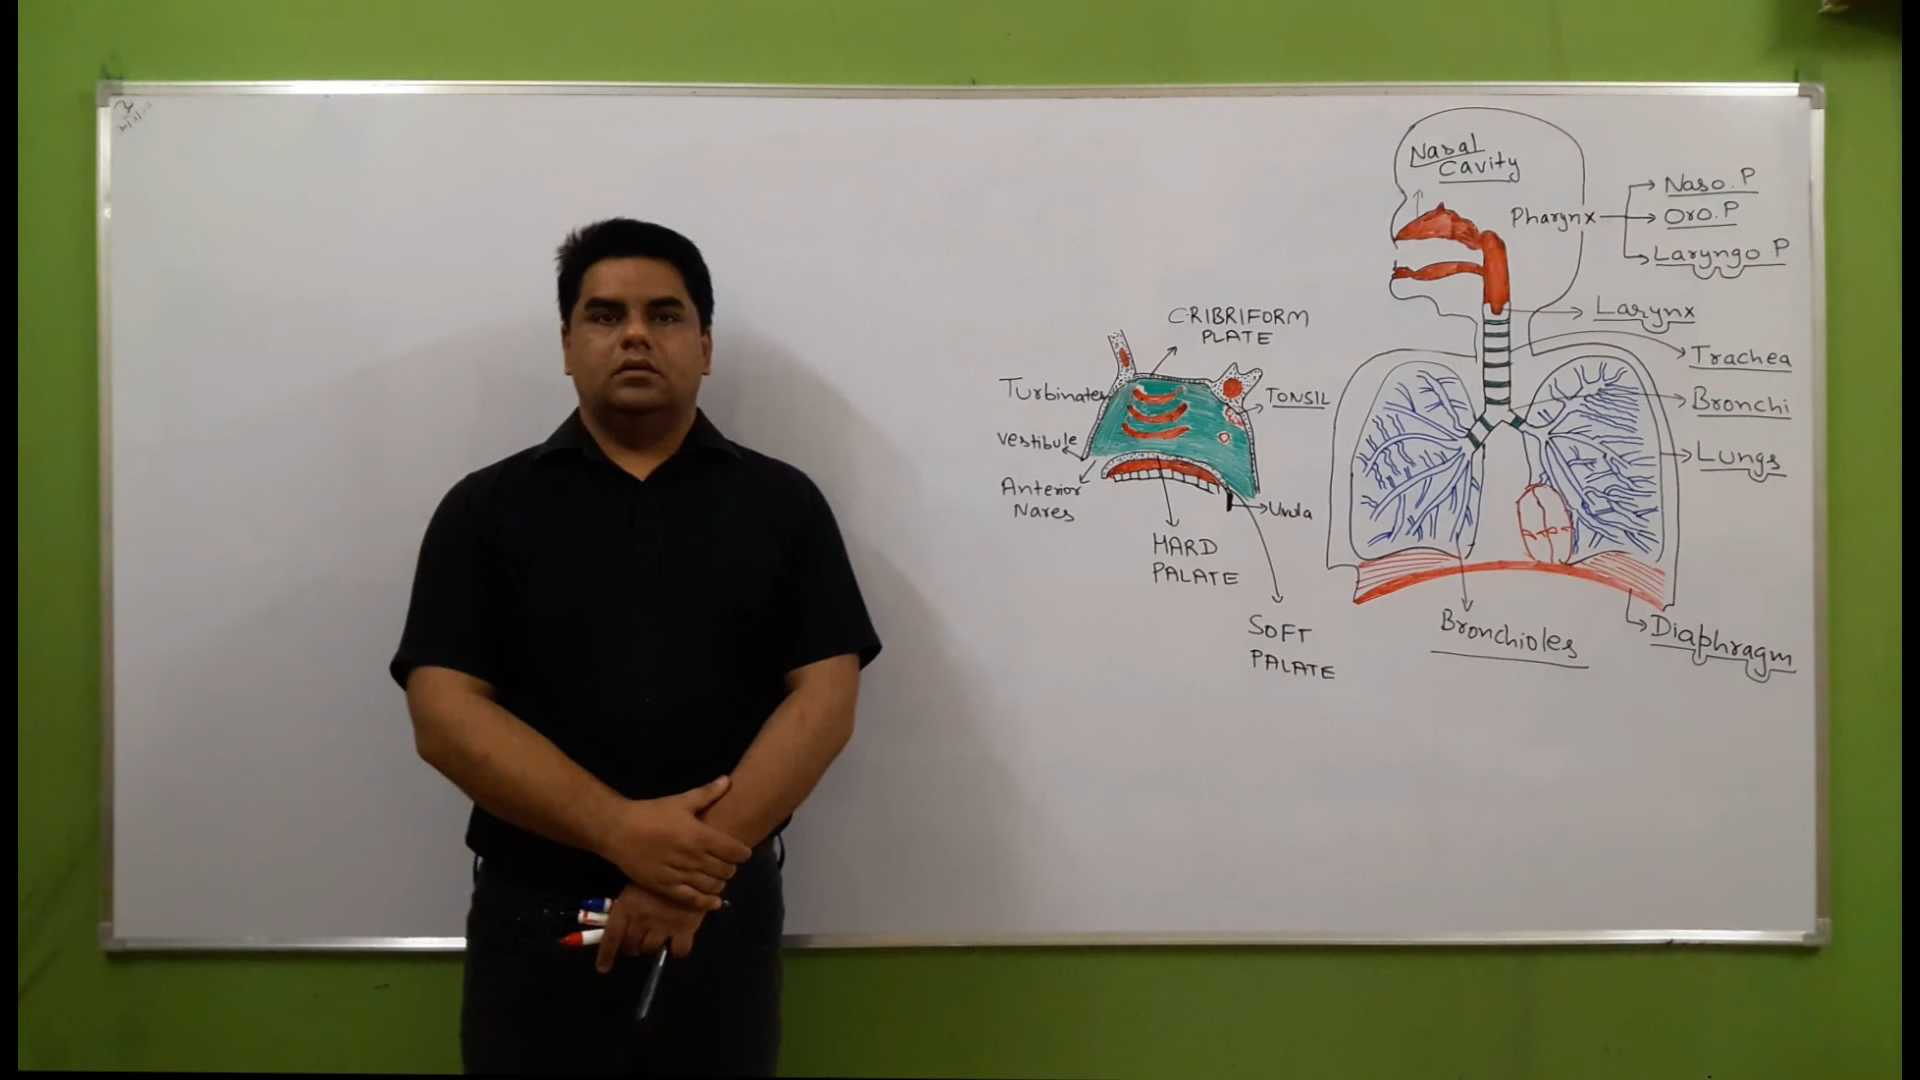 CRIBRIFORM
PLATE
Turbinates
TONSIL
Vestibule
Anterior
Nares
Uvula
HARD
PALATE
SOFT
PALATE
Nasal
Cavity
Pharynx
Naso.P
Oro.P
Laryngo P
Larynx
Trachea
Bronchi
Lungs
Bronchioles
Diaphragm